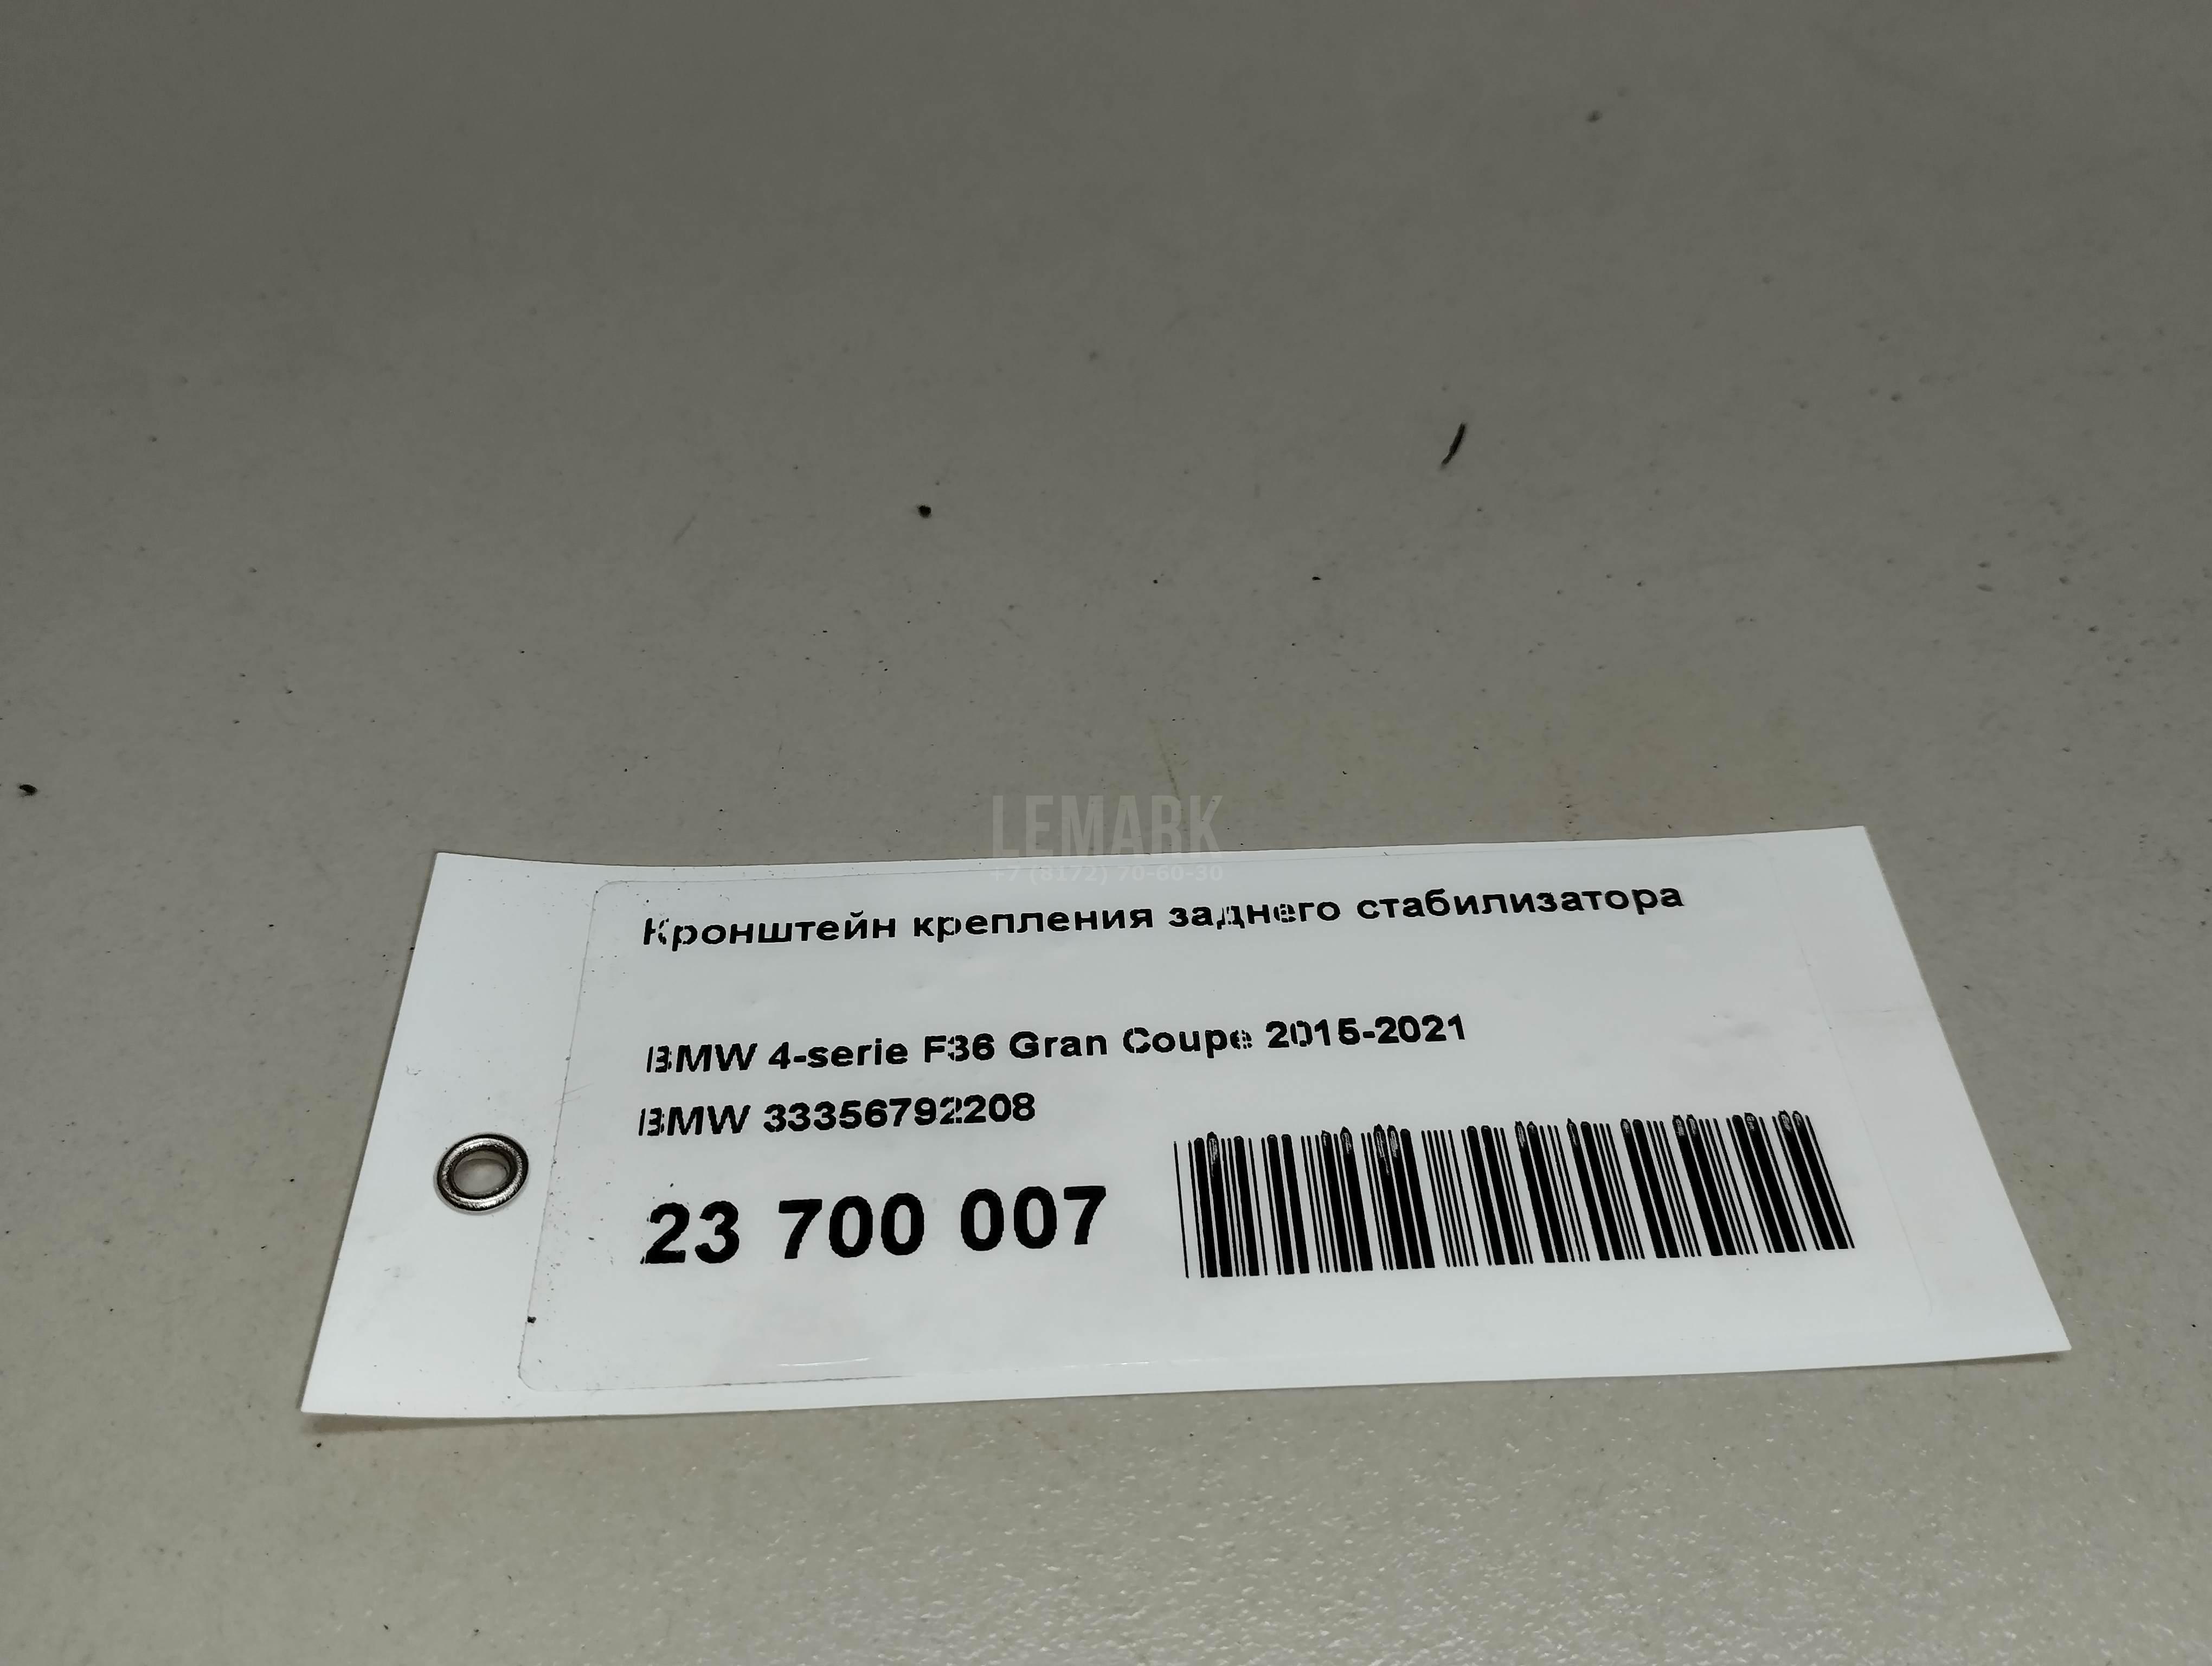 LEMARK
+7 (8172) 70-60-30
Кронштейн крепления заднего стабилизатора
BMW 4-serie F36 Gran Coupe 2015-2021
BMW 33356792208
23 700 007